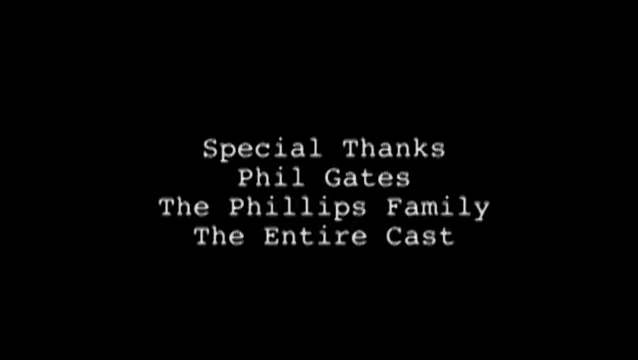 Special Thanks
Phil Gates
The Phillips Family
The Entire Cast